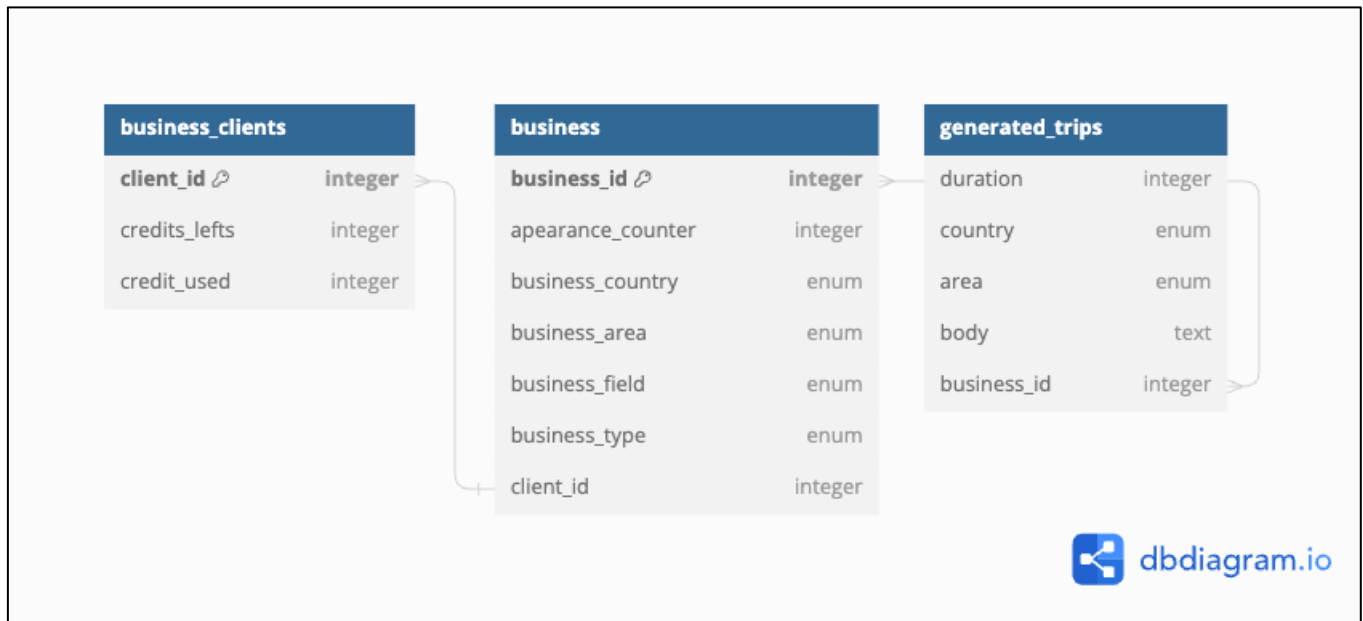 business_clients
client_id integer
credits_lefts integer
credit_used integer
business
business_id integer
apearance_counter integer
business_country enum
business_area enum
business_field enum
business_type enum
client_id integer
generated_trips
duration integer
country enum
area enum
body text
business_id integer
dbdiagram.io